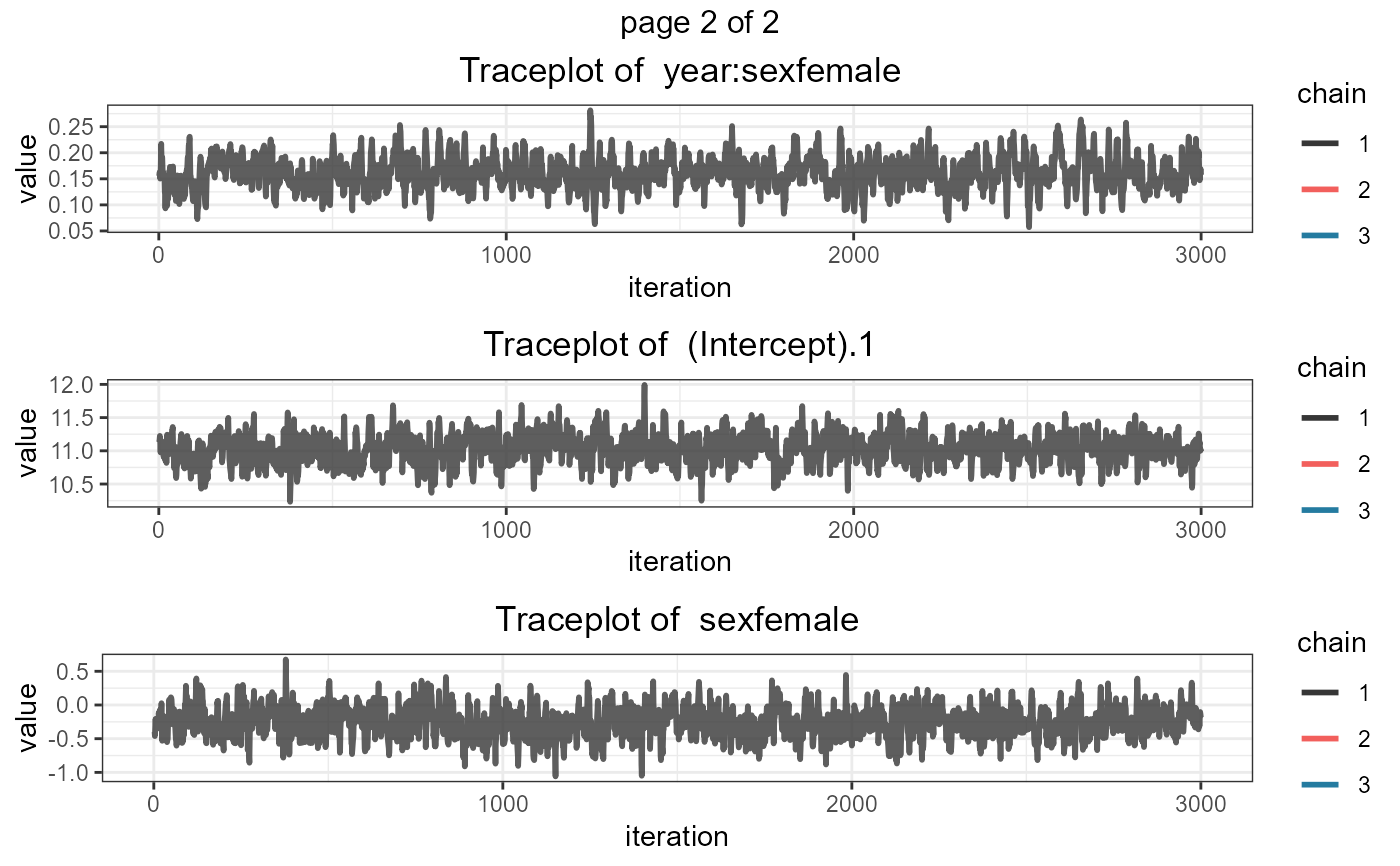 page 2 of 2
Traceplot of  year:sexfemale
value
0.25
0.20
0.15
0.10
0.05
0
1000
2000
3000
iteration
chain
1
2
3
Traceplot of  (Intercept).1
value
12.0
11.5
11.0
10.5
0
1000
2000
3000
iteration
chain
1
2
3
Traceplot of  sexfemale
value
0.5
0.0
-0.5
-1.0
0
1000
2000
3000
iteration
chain
1
2
3